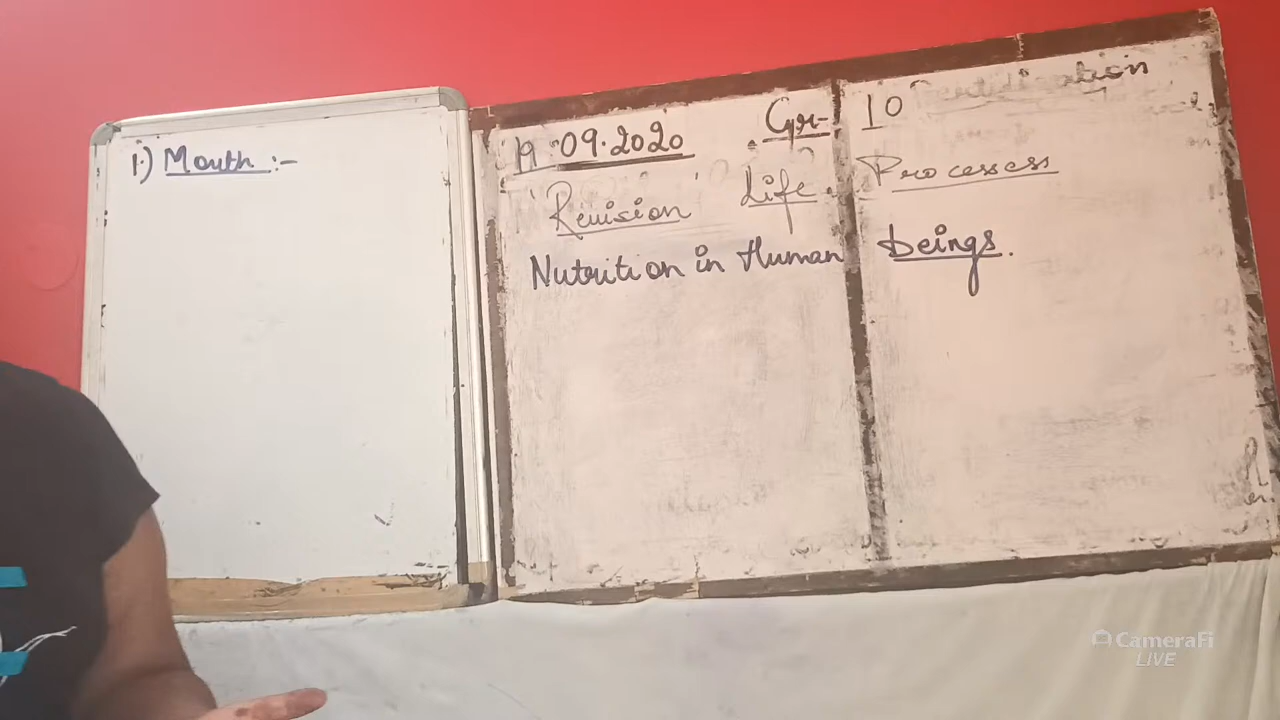 1.) Mouth :-
19.09.2020 Gr- 10
Revision Life Processess
Nutrition in Human beings.
CameraFi
LIVE